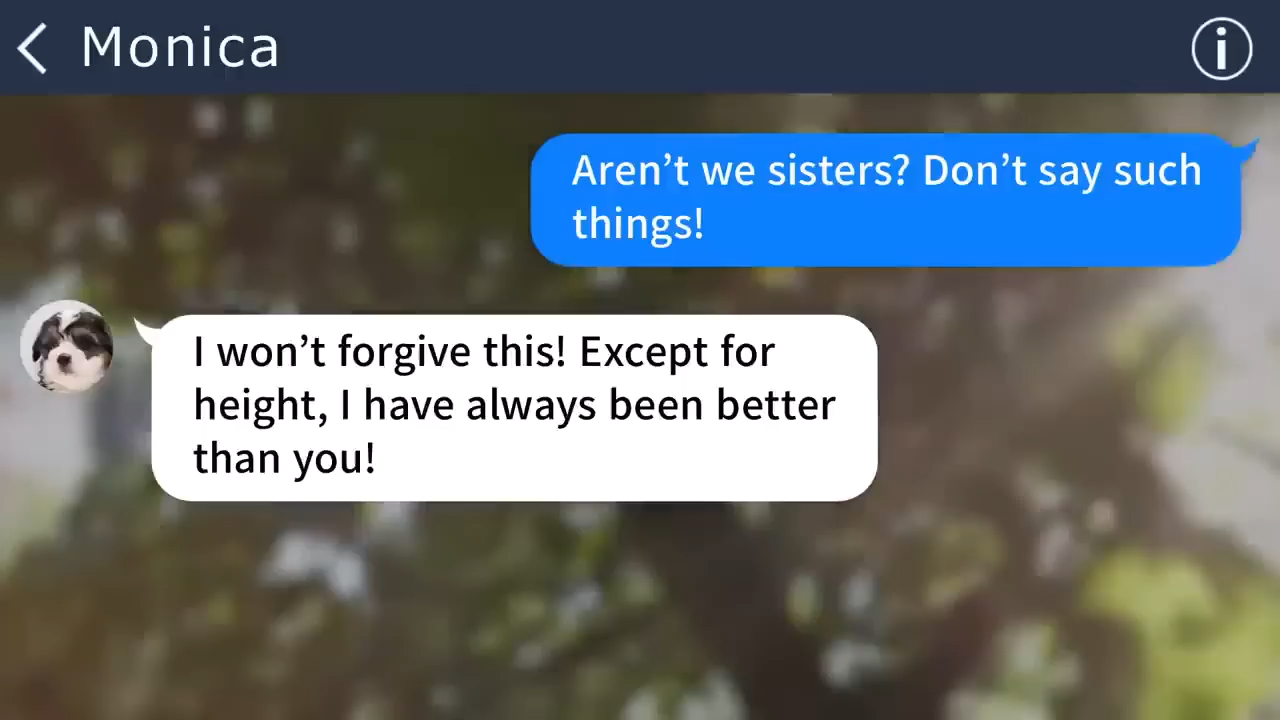 Monica
Aren’t we sisters? Don’t say such
things!
I won’t forgive this! Except for
height, I have always been better
than you!